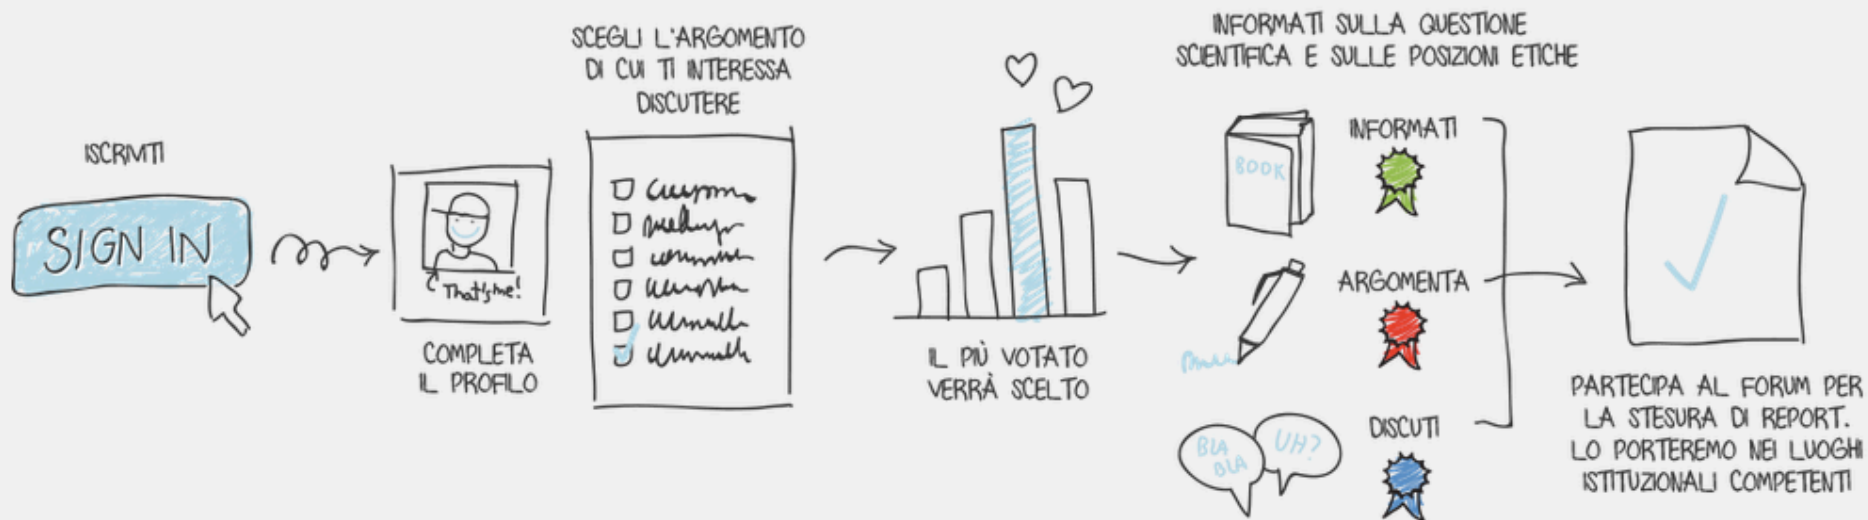 ISCRIVITI
SIGN IN
That's me!
COMPLETA
IL PROFILO
SCEGLI L'ARGOMENTO
DI CUI TI INTERESSA
DISCUTERE
IL PIÙ VOTATO
VERRÀ SCELTO
INFORMATI SULLA QUESTIONE
SCIENTIFICA E SULLE POSIZIONI ETICHE
BOOK
INFORMATI
ARGOMENTA
BLA
BLA
UH?
DISCUTI
PARTECIPA AL FORUM PER
LA STESURA DI REPORT.
LO PORTEREMO NEI LUOGHI
ISTITUZIONALI COMPETENTI